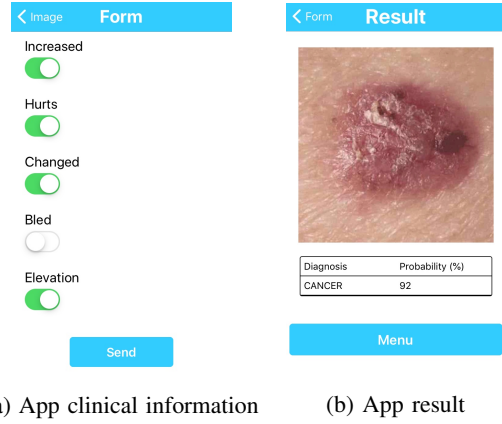 Image
Form
Increased
Hurts
Changed
Bled
Elevation
Send
) App clinical information
Form
Result
Diagnosis Probability (%)
CANCER 92
Menu
(b) App result